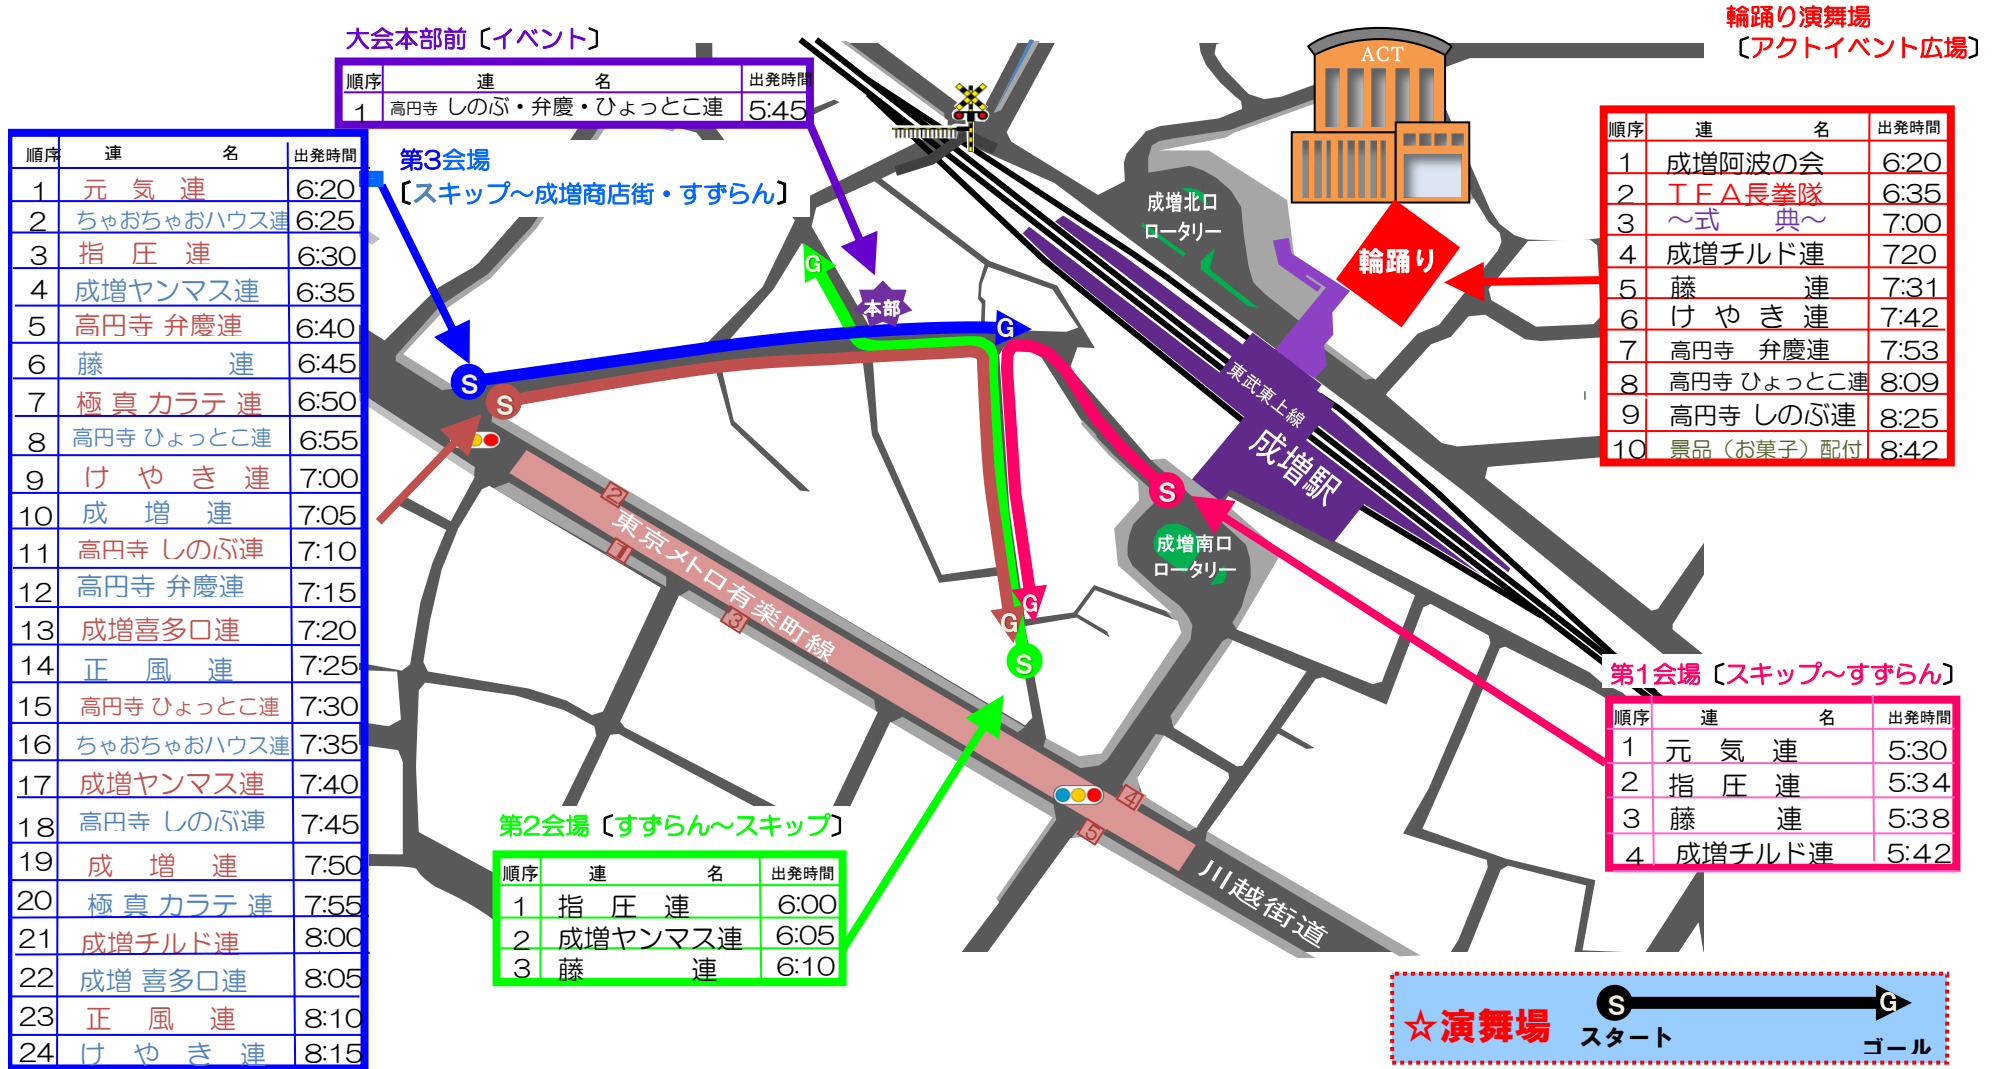 大会本部前〔イベント〕
順序 連 名 出発時間
1 高円寺 しのぶ・弁慶・ひょっとこ連 5:45
輪踊り演舞場
〔アクトイベント広場〕
順序 連 名 出発時間
1 成増阿波の会 6:20
2 TFA長拳隊 6:35
3 ～式 典～ 7:00
4 成増チルド連 720
5 藤 連 7:31
6 け や き 連 7:42
7 高円寺 弁慶連 7:53
8 高円寺 ひょっとこ連 8:09
9 高円寺 しのぶ連 8:25
10 景品（お菓子）配付 8:42
第3会場
〔スキップ～成増商店街・すずらん〕
順序 連 名 出発時間
1 元 気 連 6:20
2 ちゃおちゃおハウス連 6:25
3 指 圧 連 6:30
4 成増ヤンマス連 6:35
5 高円寺 弁慶連 6:40
6 藤 連 6:45
7 極 真 カラテ 連 6:50
8 高円寺 ひょっとこ連 6:55
9 け や き 連 7:00
10 成 増 連 7:05
11 高円寺 しのぶ連 7:10
12 高円寺 弁慶連 7:15
13 成増喜多口連 7:20
14 正 風 連 7:25
15 高円寺 ひょっとこ連 7:30
16 ちゃおちゃおハウス連 7:35
17 成増ヤンマス連 7:40
18 高円寺 しのぶ連 7:45
19 成 増 連 7:50
20 極 真 カラテ 連 7:55
21 成増チルド連 8:00
22 成増 喜多口連 8:05
23 正 風 連 8:10
24 け や き 連 8:15
ACT
成増北口
ロータリー
輪踊り
G
本部
G
S
S
東武東上線
成増駅
S
成増南口
ロータリー
2
1
3
東京メトロ有楽町線
G
G
S
4
5
川越街道
第1会場〔スキップ～すずらん〕
順序 連 名 出発時間
1 元 気 連 5:30
2 指 圧 連 5:34
3 藤 連 5:38
4 成増チルド連 5:42
第2会場〔すずらん～スキップ〕
順序 連 名 出発時間
1 指 圧 連 6:00
2 成増ヤンマス連 6:05
3 藤 連 6:10
☆演舞場
S
スタート
G
ゴール